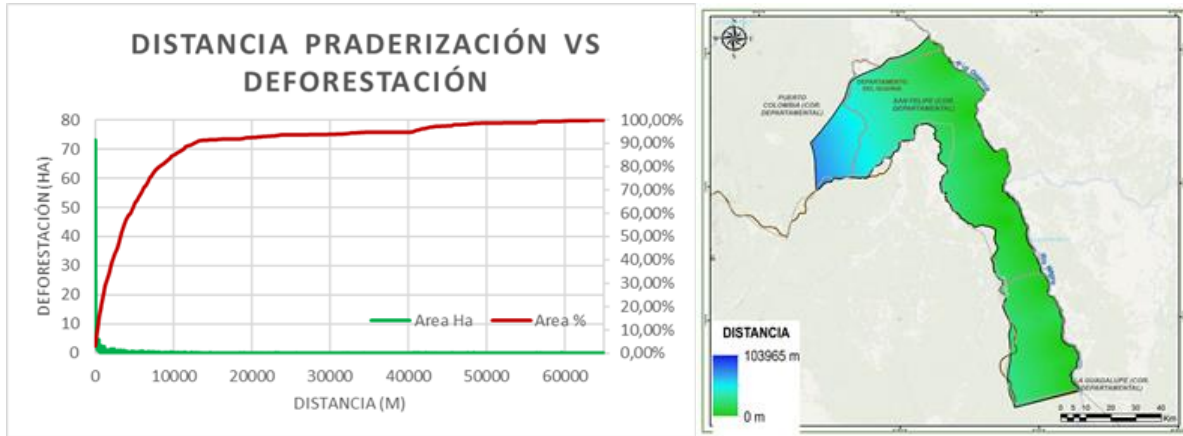 DISTANCIA PRADERIZACIÓN VS
DEFORESTACIÓN
DEFORESTACIÓN (HA)
80
70
60
50
40
30
20
10
0
100,00%
90,00%
80,00%
70,00%
60,00%
50,00%
40,00%
30,00%
20,00%
10,00%
0,00%
Area Ha
Area %
0
10000
20000
30000
40000
50000
60000
DISTANCIA (M)
DEPARTAMENTO
DEL GUAINIA
PUERTO
COLOMBIA (COR.
DEPARTAMENTAL)
SAN FELIPE (COR.
DEPARTAMENTAL)
DISTANCIA
103965 m
0 m
A GUADALUPE (COR.
DEPARTAMENTAL)
0 5 10 20 30 40
Km